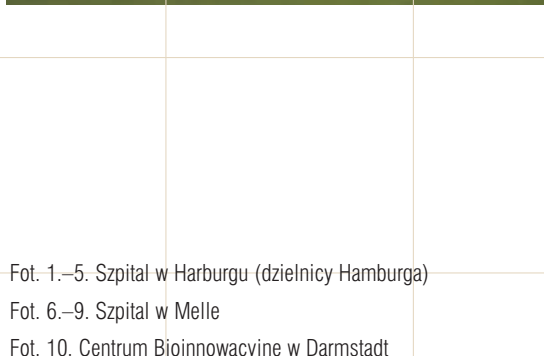 Fot. 1.–5. Szpital w Harburgu (dzielnicy Hamburga)
Fot. 6.–9. Szpital w Melle
Fot. 10. Centrum Bioinnowacyjne w Darmstadt